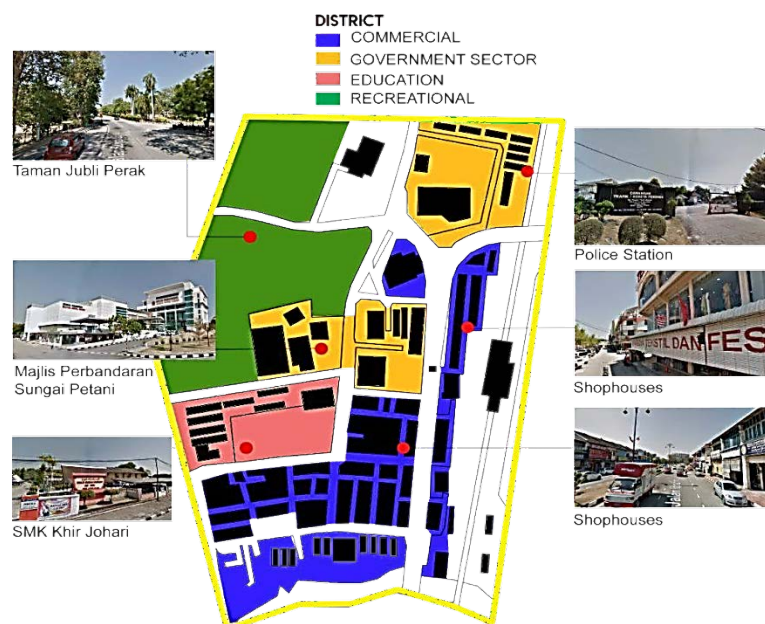 DISTRICT
COMMERCIAL
GOVERNMENT SECTOR
EDUCATION
RECREATIONAL
Taman Jubli Perak
Police Station
Majlis Perbandaran
Sungai Petani
STIL DAN FES
Shophouses
SMK Khir Johari
Shophouses